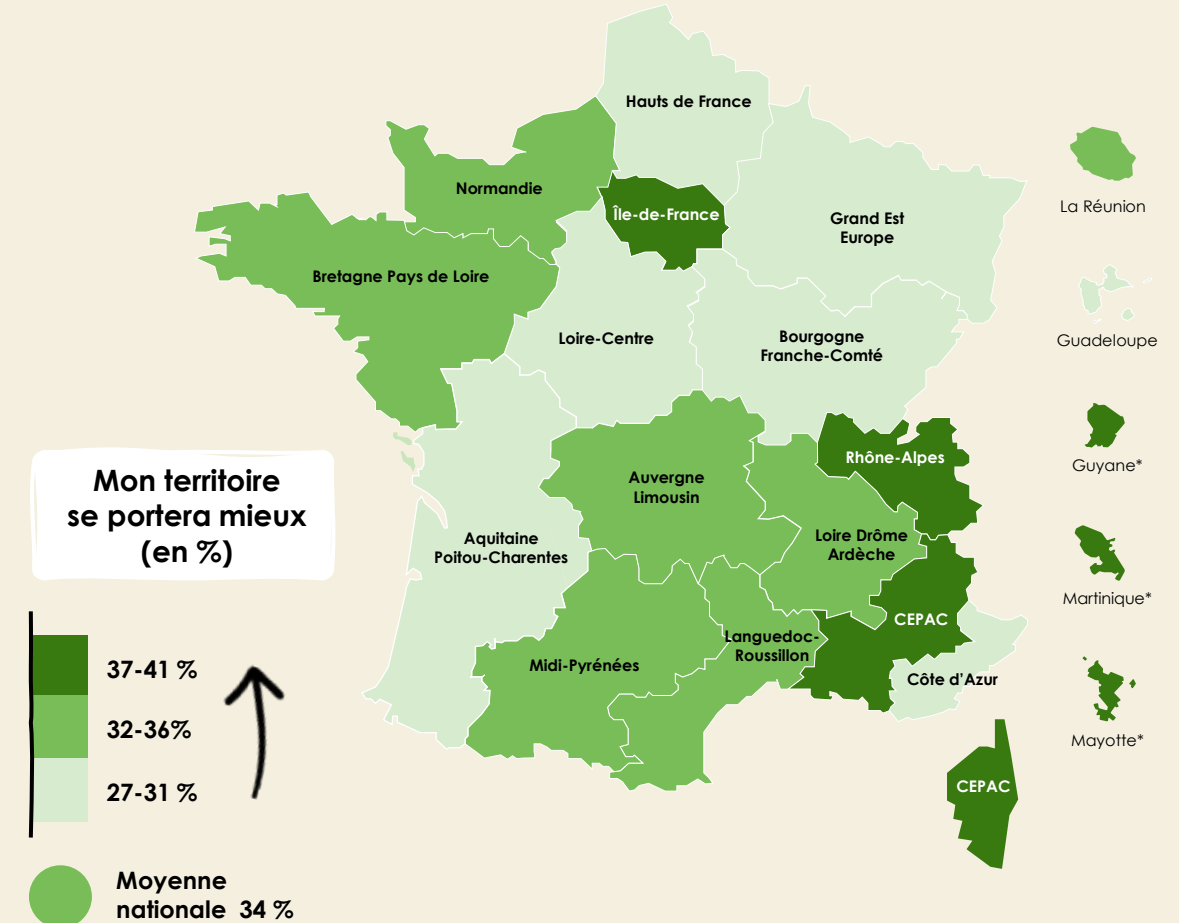 Hauts de France
Normandie
Île-de-France
Grand Est
Europe
Bretagne Pays de Loire
Loire-Centre
Bourgogne
Franche-Comté
Rhône-Alpes
Auvergne
Limousin
Loire Drôme
Ardèche
Aquitaine
Poitou-Charentes
CEPAC
Languedoc-
Roussillon
Midi-Pyrénées
Côte d'Azur
CEPAC
La Réunion
Guadeloupe
Guyane*
Martinique*
Mayotte*
Mon territoire
se portera mieux
(en %)
37-41 %
32-36%
27-31 %
Moyenne
nationale 34 %